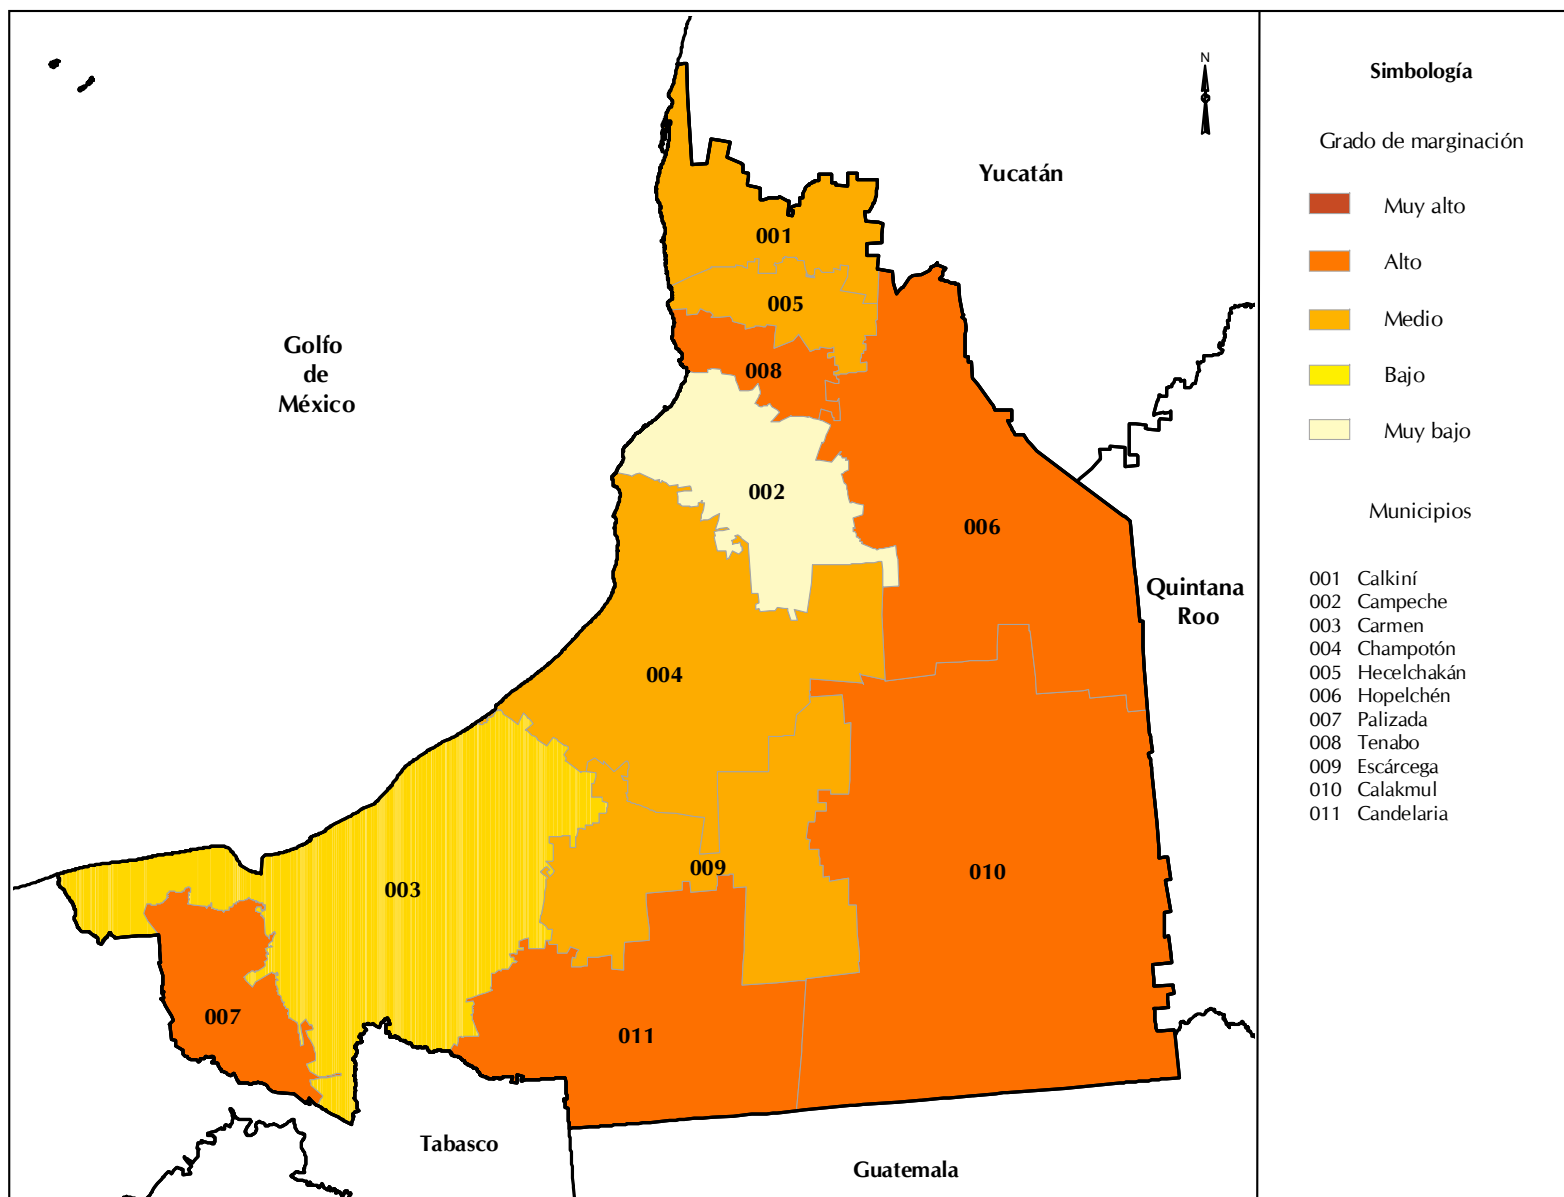 N
Yucatán
001
005
Golfo
de
México
008
002
006
Quintana
Roo
004
009
010
003
007
011
Tabasco
Guatemala
Simbología
Grado de marginación
Muy alto
Alto
Medio
Bajo
Muy bajo
Municipios
001 Calkiní
002 Campeche
003 Carmen
004 Champotón
005 Hecelchakán
006 Hopelchén
007 Palizada
008 Tenabo
009 Escárcega
010 Calakmul
011 Candelaria